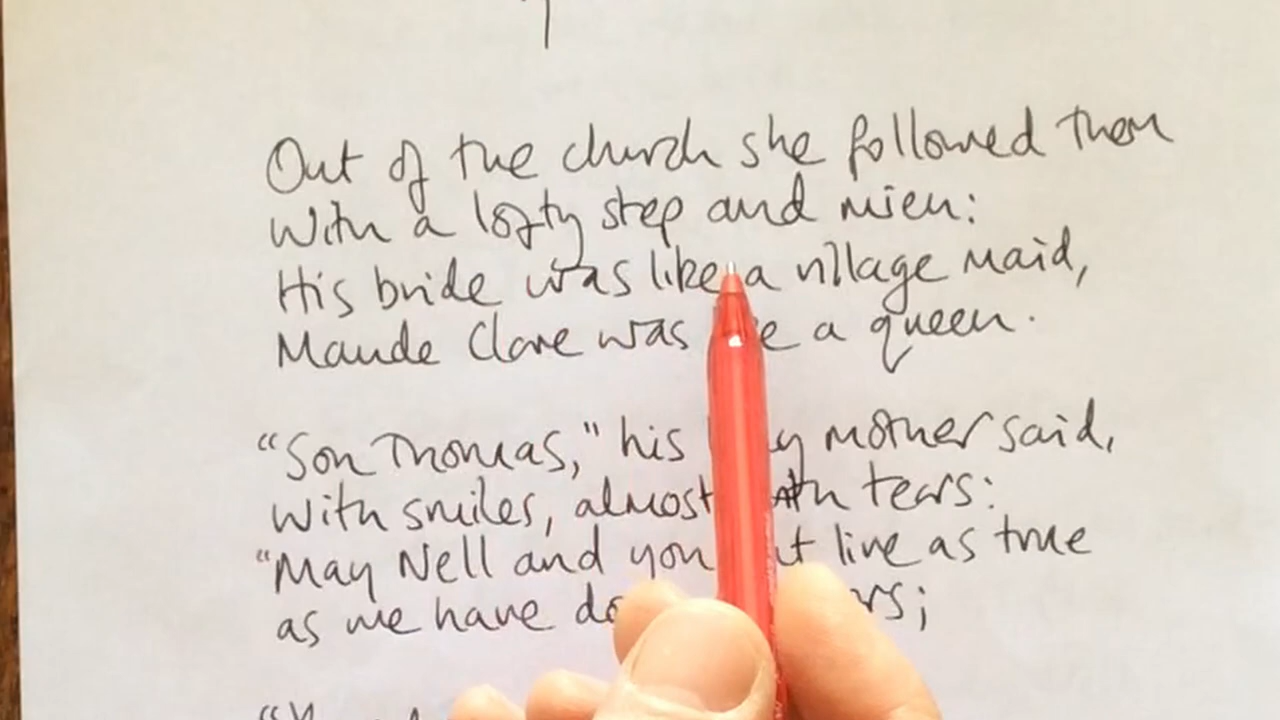 Out of the church she followed them
With a lofty step and mien:
His bride was like a village maid,
Maude Clare was a queen.
"Son Thomas," his mother said,
With smiles, almost tears:
"May Nell and you live as true
as we have